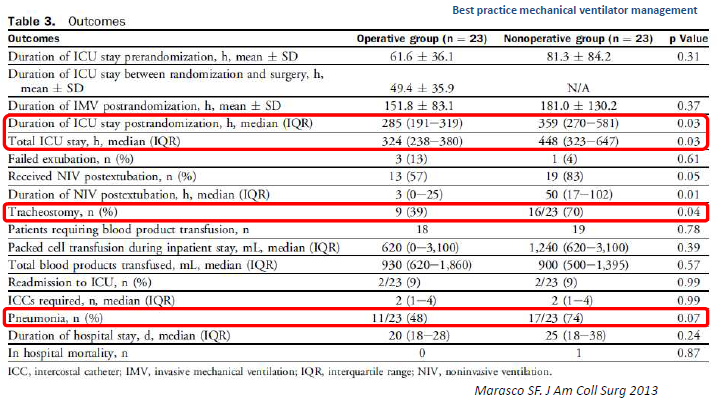 Best practice mechanical ventilator management
Table 3. Outcomes
Outcomes Operative group (n = 23) Nonoperative group (n = 23) p Value
Duration of ICU stay prerandomization, h, mean ± SD 61.6 ± 36.1 81.3 ± 84.2 0.31
Duration of ICU stay between randomization and surgery, h,
mean ± SD 49.4 ± 35.9 N/A
Duration of IMV postrandomization, h, mean ± SD 151.8 ± 83.1 181.0 ± 130.2 0.37
Duration of ICU stay postrandomization, h, median (IQR) 285 (191–319) 359 (270–581) 0.03
Total ICU stay, h, median (IQR) 324 (238–380) 448 (323–647) 0.03
Failed extubation, n (%) 3 (13) 1 (4) 0.61
Received NIV postextubation, n (%) 13 (57) 19 (83) 0.05
Duration of NIV postextubation, h, median (IQR) 3 (0–25) 50 (17–102) 0.01
Tracheostomy, n (%) 9 (39) 16/23 (70) 0.04
Patients requiring blood product transfusion, n 18 19 0.78
Packed cell transfusion during inpatient stay, mL, median (IQR) 620 (0–3,100) 1,240 (620–3,100) 0.39
Total blood products transfused, mL, median (IQR) 930 (620–1,860) 900 (500–1,395) 0.57
Readmission to ICU, n (%) 2/23 (9) 2/23 (9) 0.99
ICCs required, n, median (IQR) 2 (1–4) 2 (1–4) 0.99
Pneumonia, n (%) 11/23 (48) 17/23 (74) 0.07
Duration of hospital stay, d, median (IQR) 20 (18–28) 25 (18–38) 0.24
In hospital mortality, n 0 1 0.87
ICC, intercostal catheter; IMV, invasive mechanical ventilation; IQR, interquartile range; NIV, noninvasive ventilation.
Marasco SF. J Am Coll Surg 2013